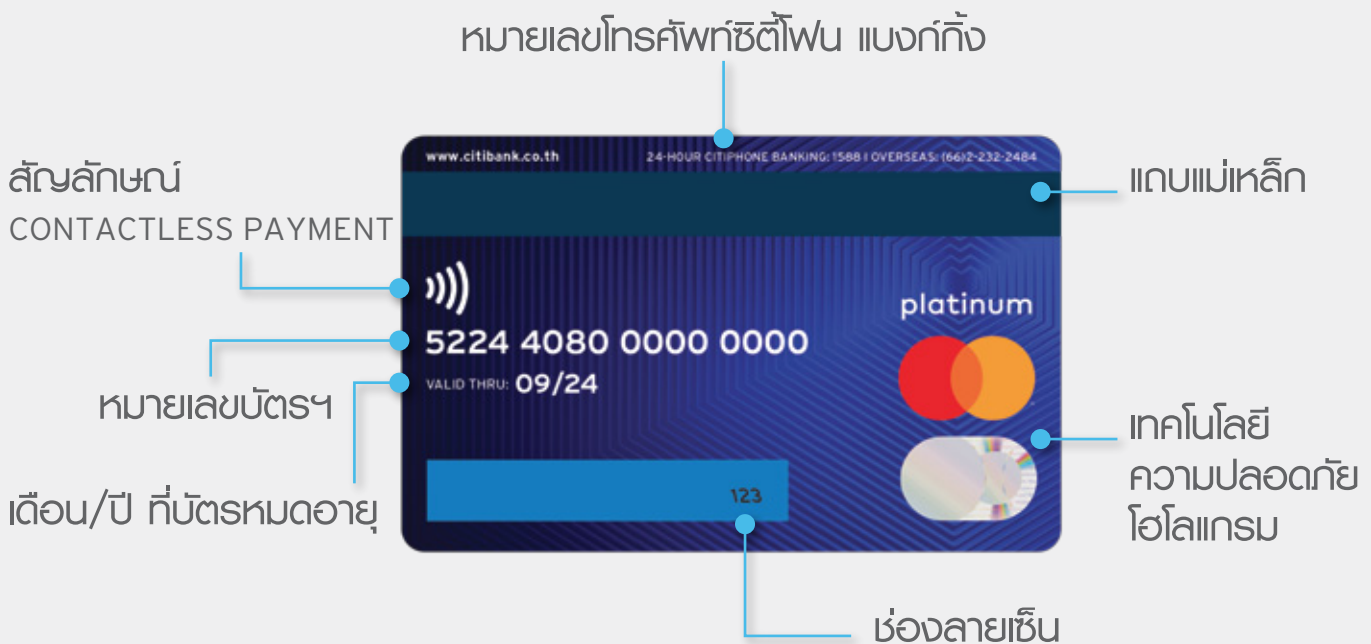 หมายเลขโทรศัพท์ซิตี้โฟน แบงก์กิ้ง
www.citibank.co.th
24-HOUR CITIPHONE BANKING: 1588 I OVERSEAS: (66)2-232-2484
แถบแม่เหล็ก
สัญลักษณ์
CONTACTLESS PAYMENT
platinum
5224 4080 0000 0000
VALID THRU: 09/24
หมายเลขบัตรฯ
เดือน/ปี ที่บัตรหมดอายุ
เทคโนโลยี
ความปลอดภัย
โฮโลแกรม
123
ช่องลายเซ็น